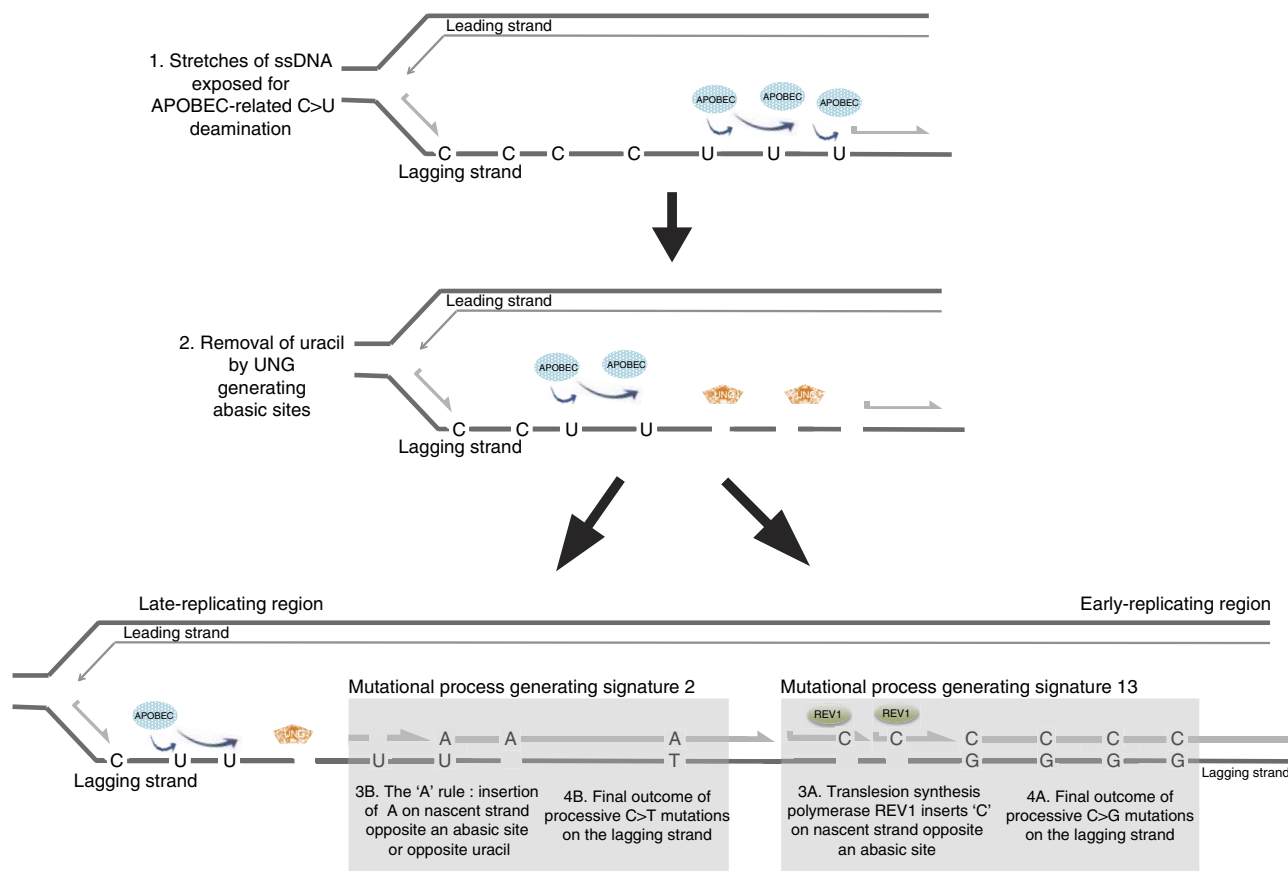 Leading strand
1. Stretches of ssDNA
exposed for
APOBEC-related C>U
deamination
APOBEC APOBEC APOBEC
C C C C U U U
Lagging strand
Leading strand
2. Removal of uracil
by UNG
generating
abasic sites
APOBEC APOBEC UNG UNG
C C U U
Lagging strand
Late-replicating region
Early-replicating region
Leading strand
Mutational process generating signature 2
Mutational process generating signature 13
APOBEC UNG
REV1 REV1
A A A C C C C C C
C U U U U T G G G G
Lagging strand
Lagging strand
3B. The ‘A’ rule : insertion
of A on nascent strand
opposite an abasic site
or opposite uracil
4B. Final outcome of
processive C>T mutations
on the lagging strand
3A. Translesion synthesis
polymerase REV1 inserts ‘C’
on nascent strand opposite
an abasic site
4A. Final outcome of
processive C>G mutations
on the lagging strand